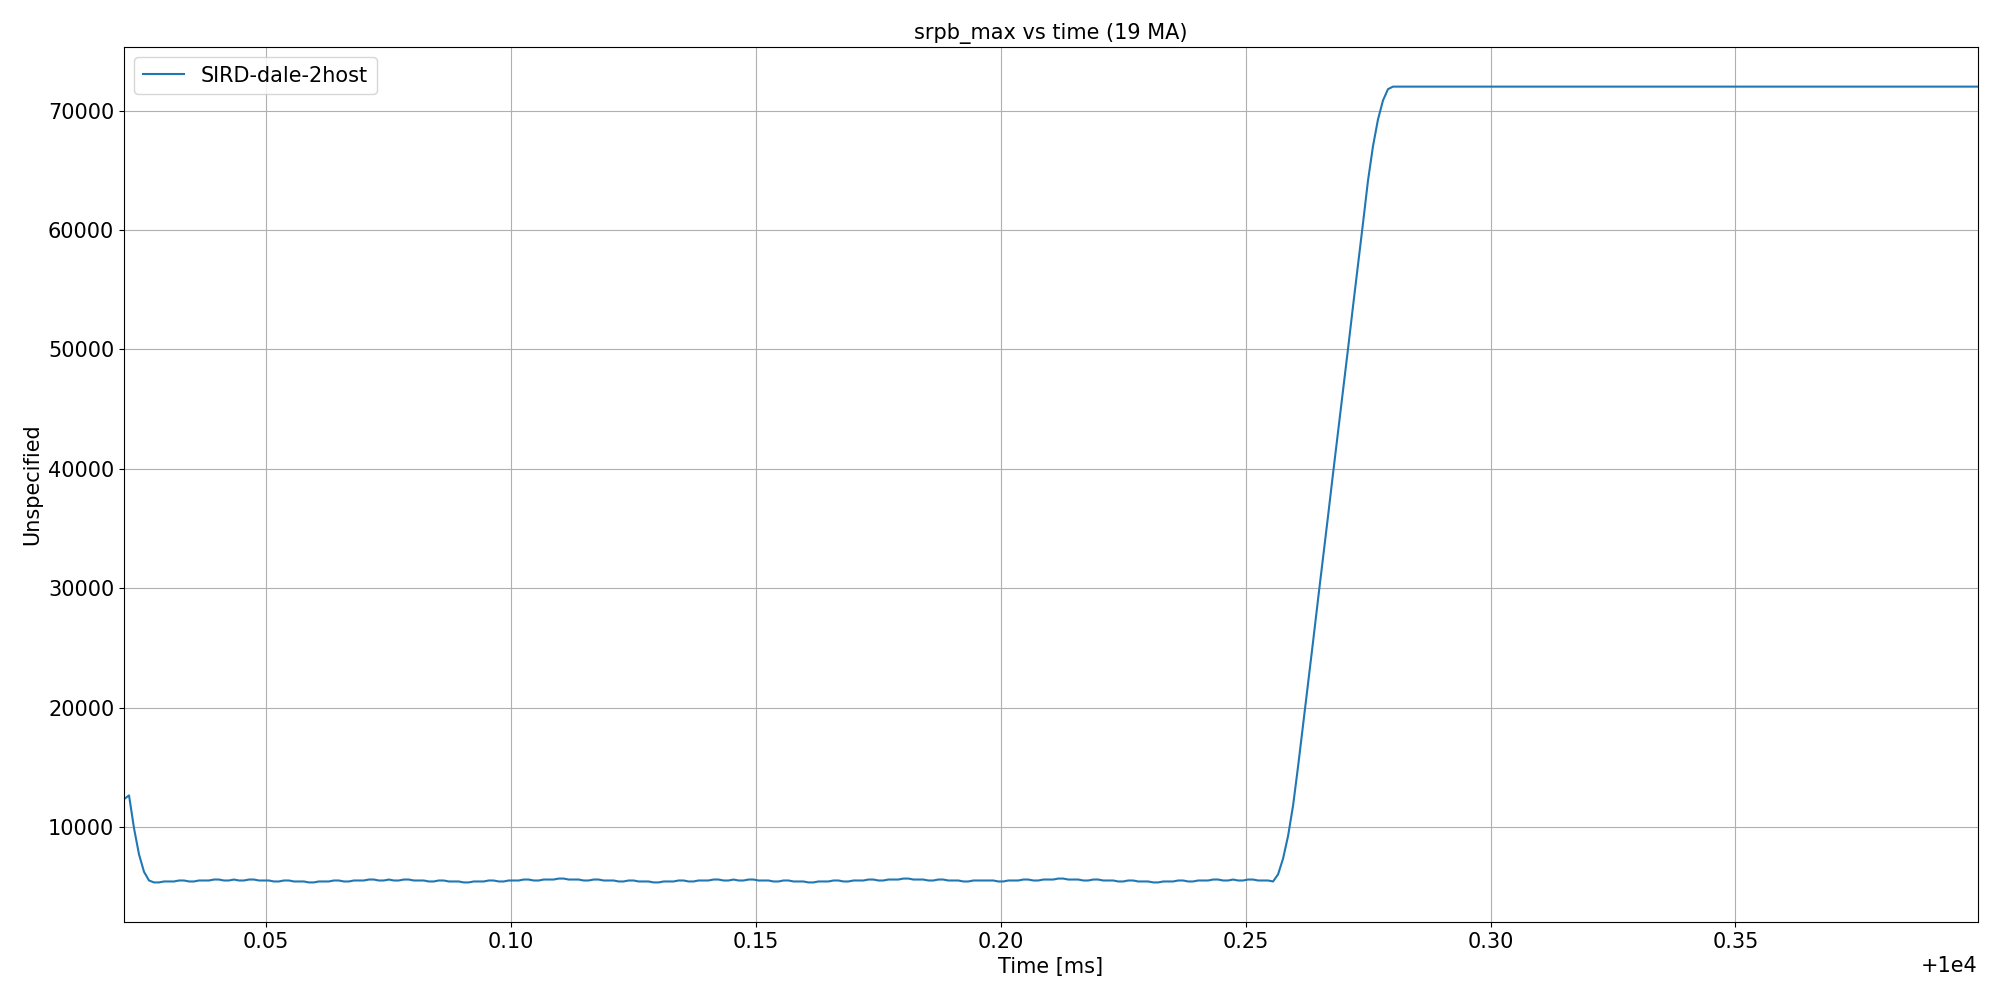 srpb_max vs time (19 MA)
SIRD-dale-2host
70000
60000
50000
40000
30000
20000
10000
Unspecified
0.05 0.10 0.15 0.20 0.25 0.30 0.35
Time [ms]
+1e4